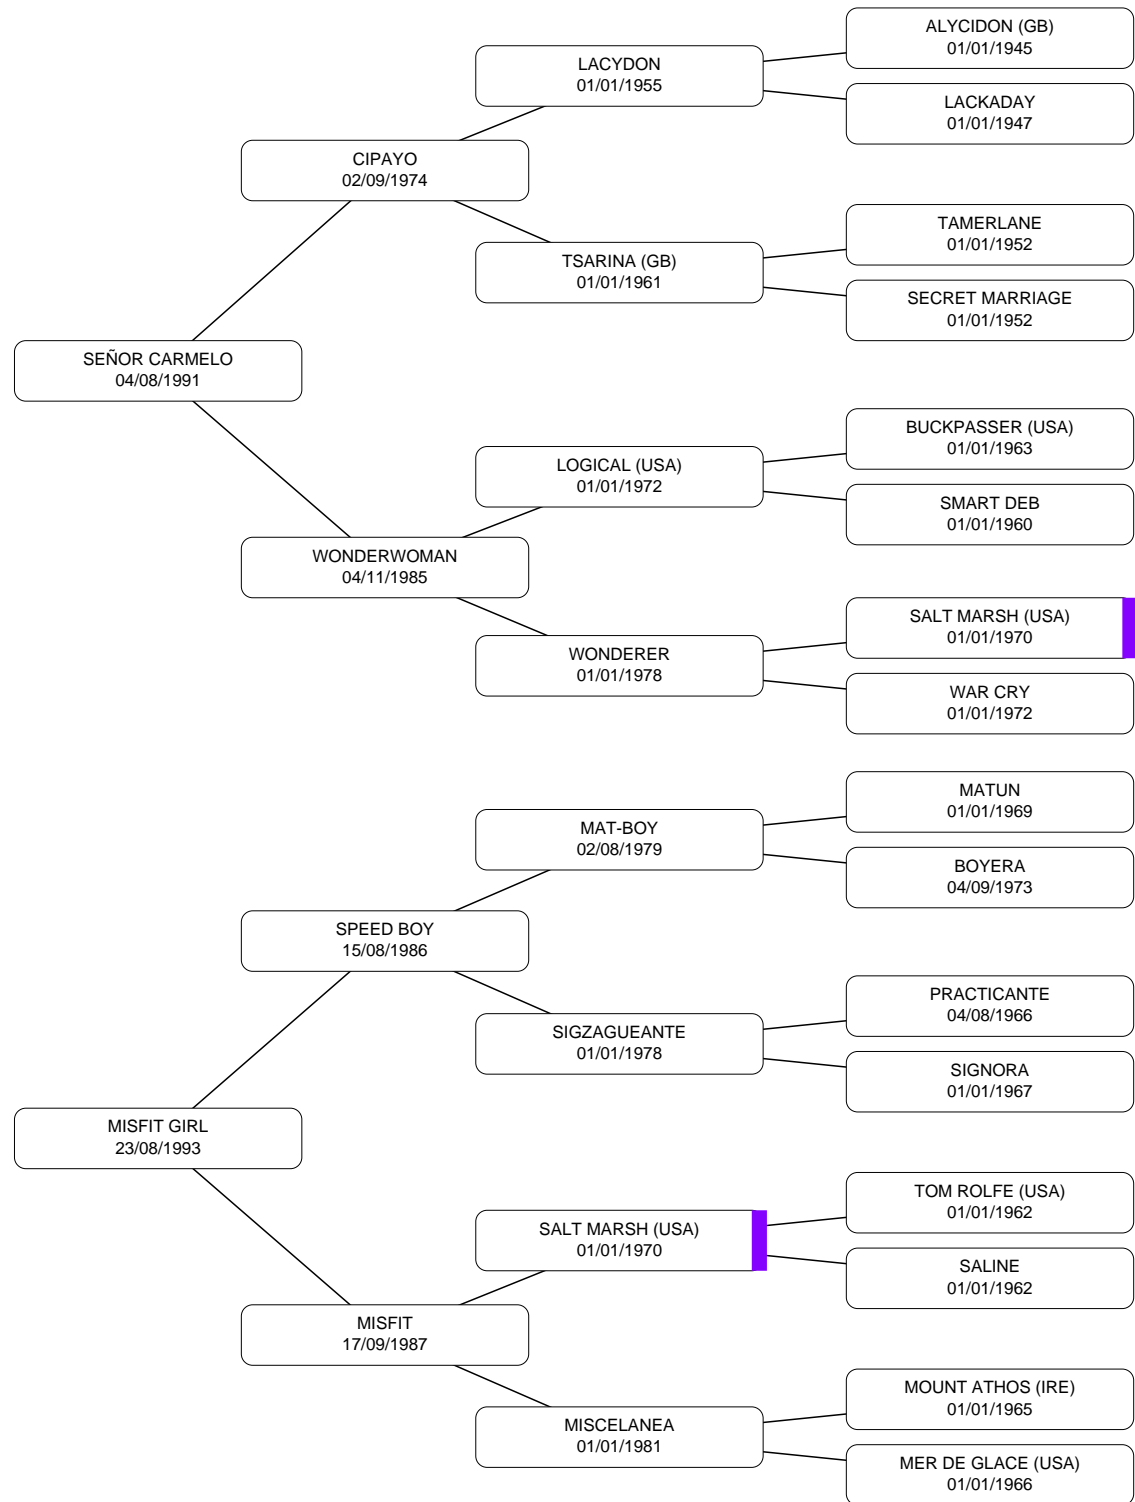 ALYCIDON (GB)
01/01/1945
LACYDON
01/01/1955
LACKADAY
01/01/1947
CIPAYO
02/09/1974
TAMERLANE
01/01/1952
TSARINA (GB)
01/01/1961
SECRET MARRIAGE
01/01/1952
SEÑOR CARMELO
04/08/1991
BUCKPASSER (USA)
01/01/1963
LOGICAL (USA)
01/01/1972
SMART DEB
01/01/1960
WONDERWOMAN
04/11/1985
SALT MARSH (USA)
01/01/1970
WONDERER
01/01/1978
WAR CRY
01/01/1972
MATUN
01/01/1969
MAT-BOY
02/08/1979
BOYERA
04/09/1973
SPEED BOY
15/08/1986
PRACTICANTE
04/08/1966
SIGZAGUEANTE
01/01/1978
SIGNORA
01/01/1967
MISFIT GIRL
23/08/1993
TOM ROLFE (USA)
01/01/1962
SALT MARSH (USA)
01/01/1970
SALINE
01/01/1962
MISFIT
17/09/1987
MOUNT ATHOS (IRE)
01/01/1965
MISCELANEA
01/01/1981
MER DE GLACE (USA)
01/01/1966